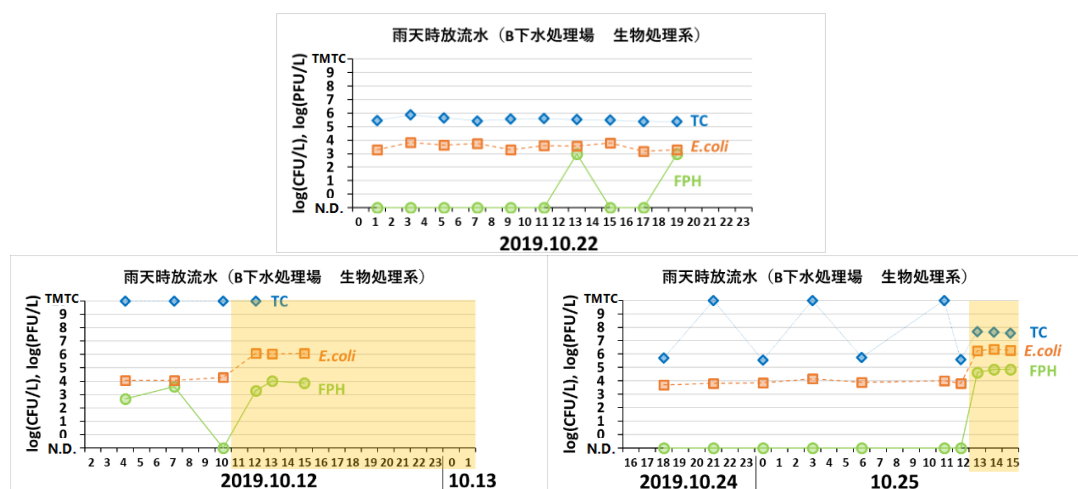 雨天時放流水（B下水処理場　生物処理系）
log(CFU/L), log(PFU/L)
TMTC
9
8
7
6
5
4
3
2
1
0
N.D.
TC
E.coli
FPH
0 1 2 3 4 5 6 7 8 9 10 11 12 13 14 15 16 17 18 19 20 21 22 23
2019.10.22
雨天時放流水（B下水処理場　生物処理系）
log(CFU/L), log(PFU/L)
TMTC
9
8
7
6
5
4
3
2
1
0
N.D.
TC
E.coli
FPH
2 3 4 5 6 7 8 9 10 11 12 13 14 15 16 17 18 19 20 21 22 23 0 1
2019.10.12 10.13
雨天時放流水（B下水処理場　生物処理系）
log(CFU/L), log(PFU/L)
TMTC
9
8
7
6
5
4
3
2
1
0
N.D.
TC
E.coli
FPH
16 17 18 19 20 21 22 23 0 1 2 3 4 5 6 7 8 9 10 11 12 13 14 15
2019.10.24 10.25